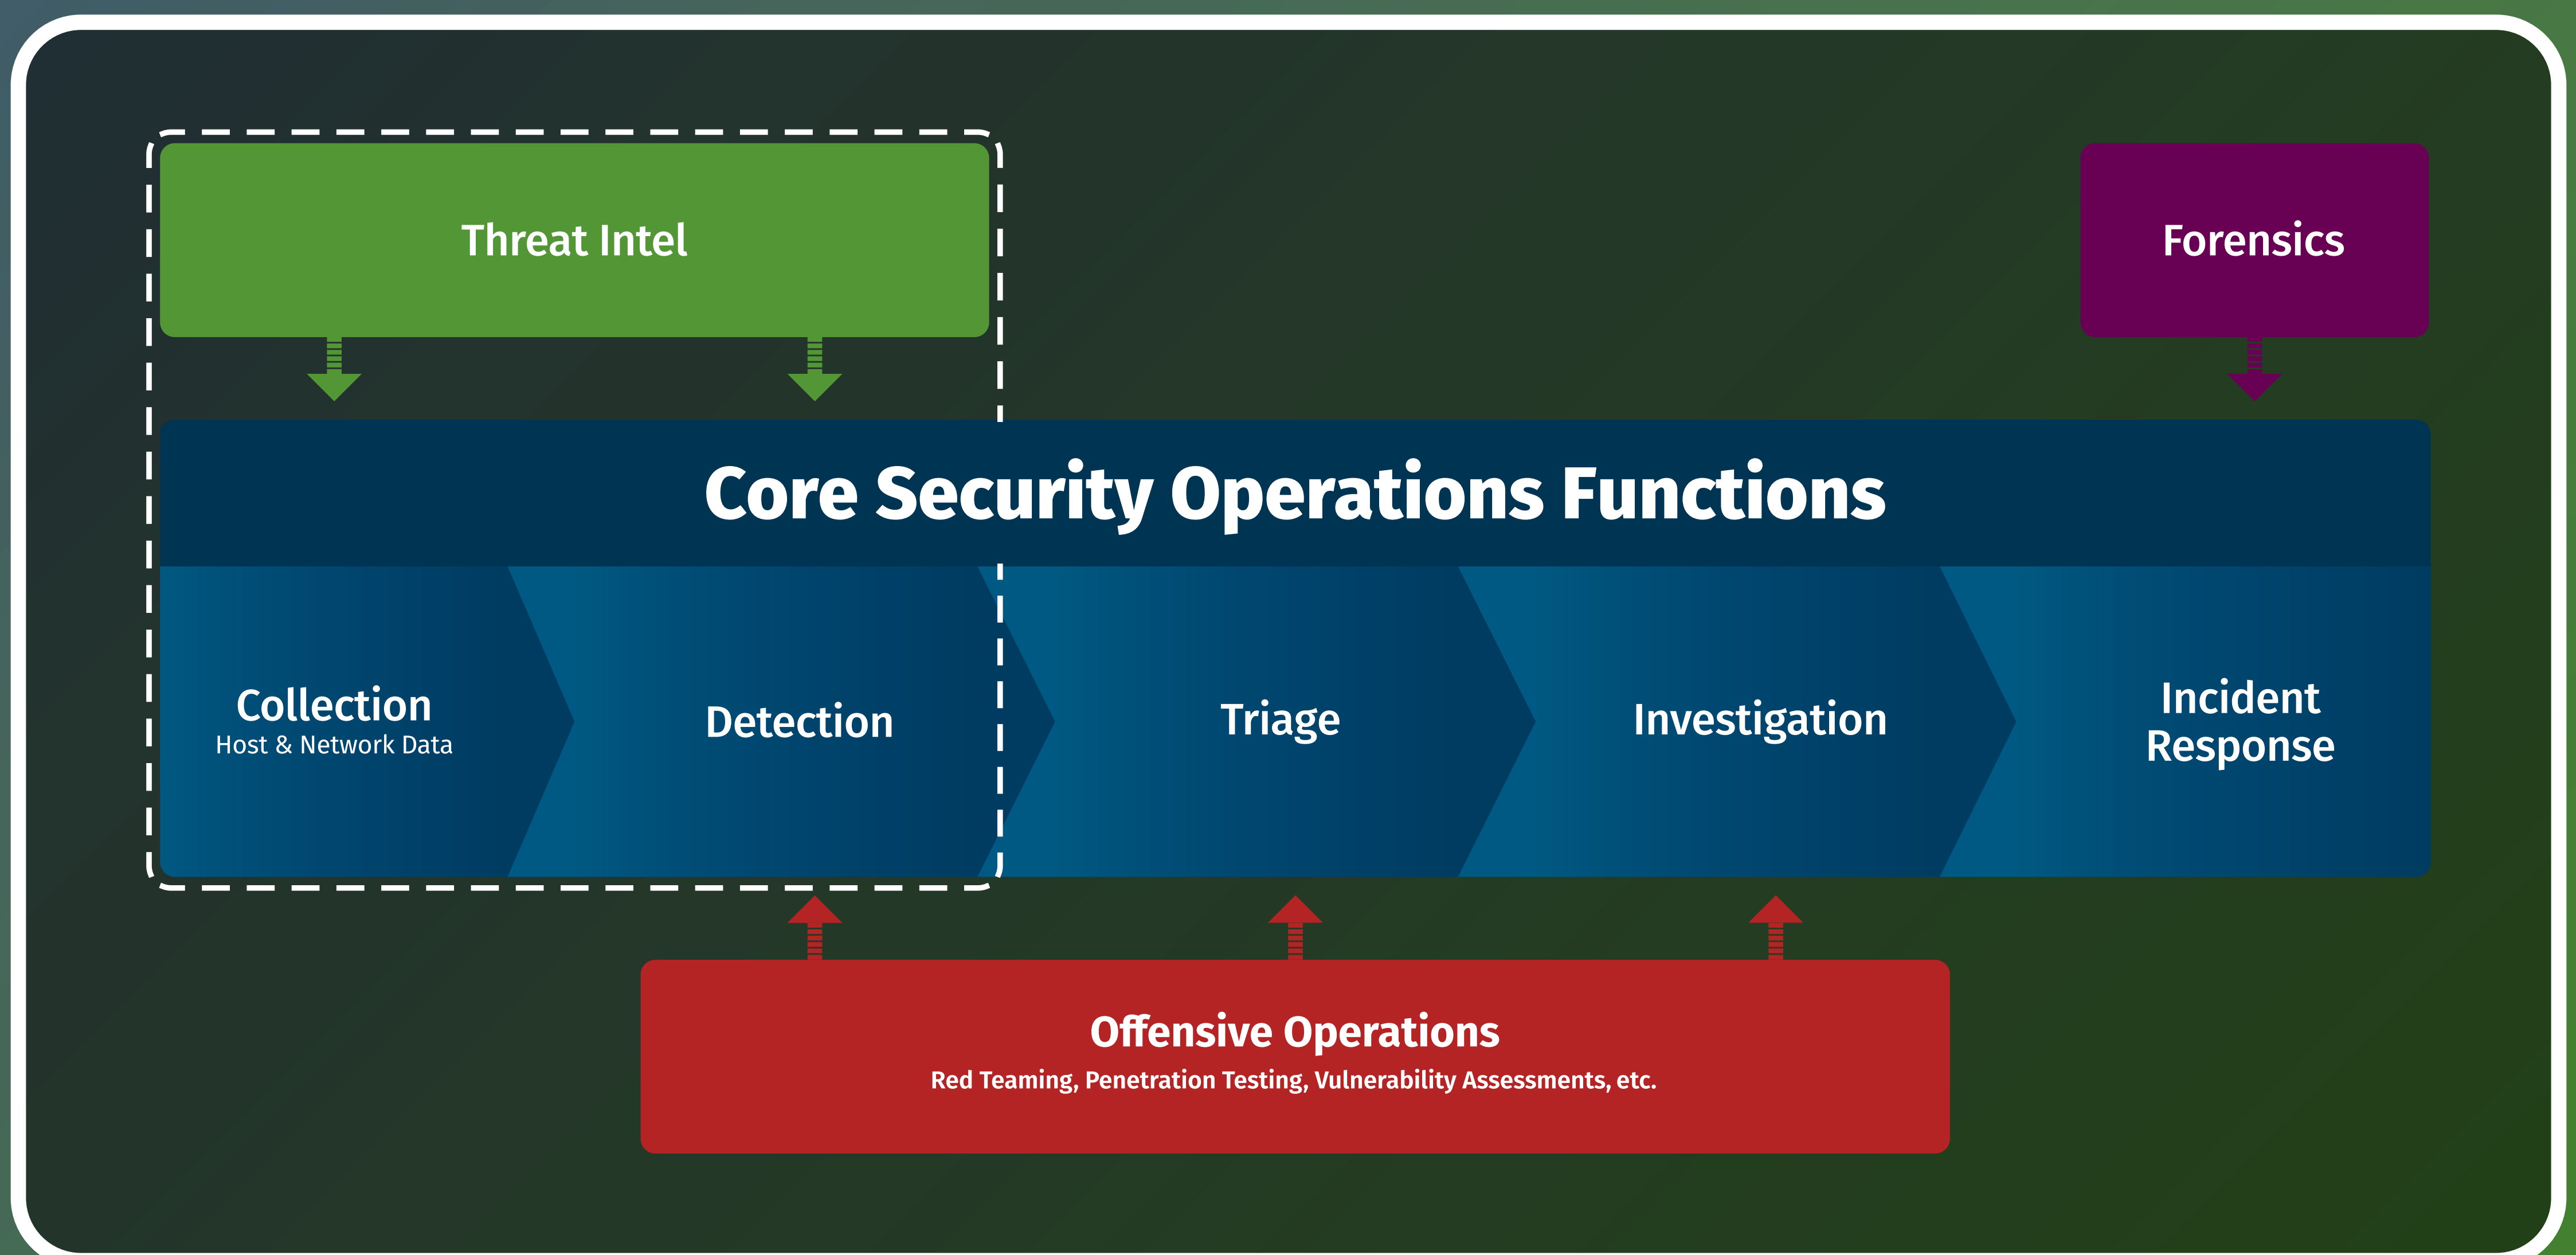 Threat Intel
Forensics
Core Security Operations Functions
Collection
Host & Network Data
Detection
Triage
Investigation
Incident
Response
Offensive Operations
Red Teaming, Penetration Testing, Vulnerability Assessments, etc.